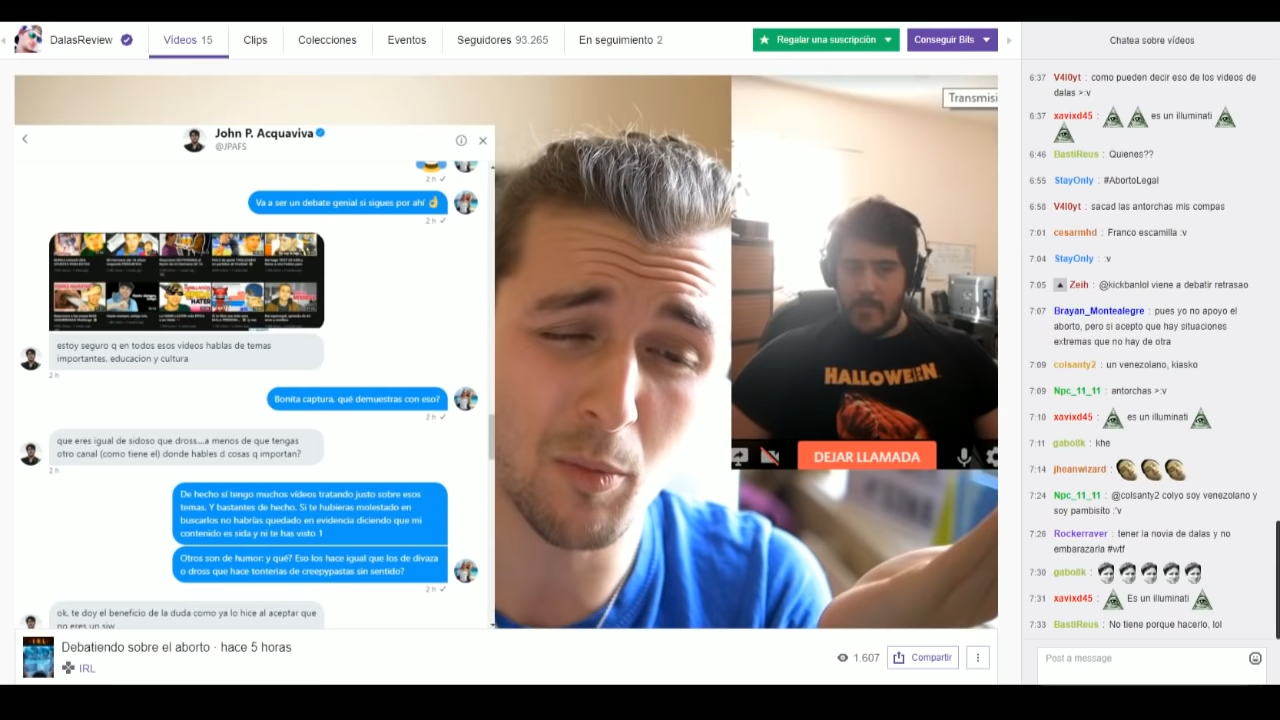 DalasReview
Vídeos 15
Clips
Colecciones
Eventos
Seguidores 93.265
En seguimiento 2
Regalar una suscripción
Conseguir Bits
Chatea sobre vídeos
John P. Acquaviva
@JPAFS
2 h
Va a ser un debate genial si sigues por ahí 👌
2 h
estoy seguro q en todos esos videos hablas de temas
importantes, educacion y cultura
2 h
Bonita captura, qué demuestras con eso?
2 h
que eres igual de sidoso que dross....a menos de que tengas
otro canal (como tiene el) donde hables d cosas q importan?
2 h
De hecho sí tengo muchos vídeos tratando justo sobre esos
temas. Y bastantes de hecho. Si te hubieras molestado en
buscarlos no habrías quedado en evidencia diciendo que mi
contenido es sida y ni te has visto 1
Otros son de humor: y qué? Eso los hace igual que los de divaza
o dross que hace tonterias de creepypastas sin sentido?
2 h
ok, te doy el beneficio de la duda como ya lo hice al aceptar que
no eres un sjw
Transmisi
HALLOWEEN
DEJAR LLAMADA
Debatiendo sobre el aborto · hace 5 horas
IRL
1.607
Compartir
6:37 V4l0yt : como pueden decir eso de los videos de
dalas >:v
6:37 xavixd45 : es un illuminati
6:46 BastiReus : Quienes??
6:55 StayOnly : #AbortoLegal
6:58 V4l0yt : sacad las antorchas mis compas
7:01 cesarmhd : Franco escamilla :v
7:04 StayOnly : :v
7:05 Zeih : @kickbanlol viene a debatir retrasao
7:07 Brayan_Montealegre : pues yo no apoyo el
aborto, pero si acepto que hay situaciones
extremas que no hay de otra
7:09 colsanty2 : un venezolano, kiasko
7:09 Npc_11_11 : antorchas >:v
7:10 xavixd45 : es un illuminati
7:11 gabollk : khe
7:14 jheanwizard :
7:24 Npc_11_11 : @colsanty2 colyo soy venezolano y
soy pambisito :'v
7:26 Rockerraver : tener la novia de dalas y no
embarazarla #wtf
7:30 gabollk :
7:31 xavixd45 : Es un illuminati
7:33 BastiReus : No tiene porque hacerlo, lol
Post a message